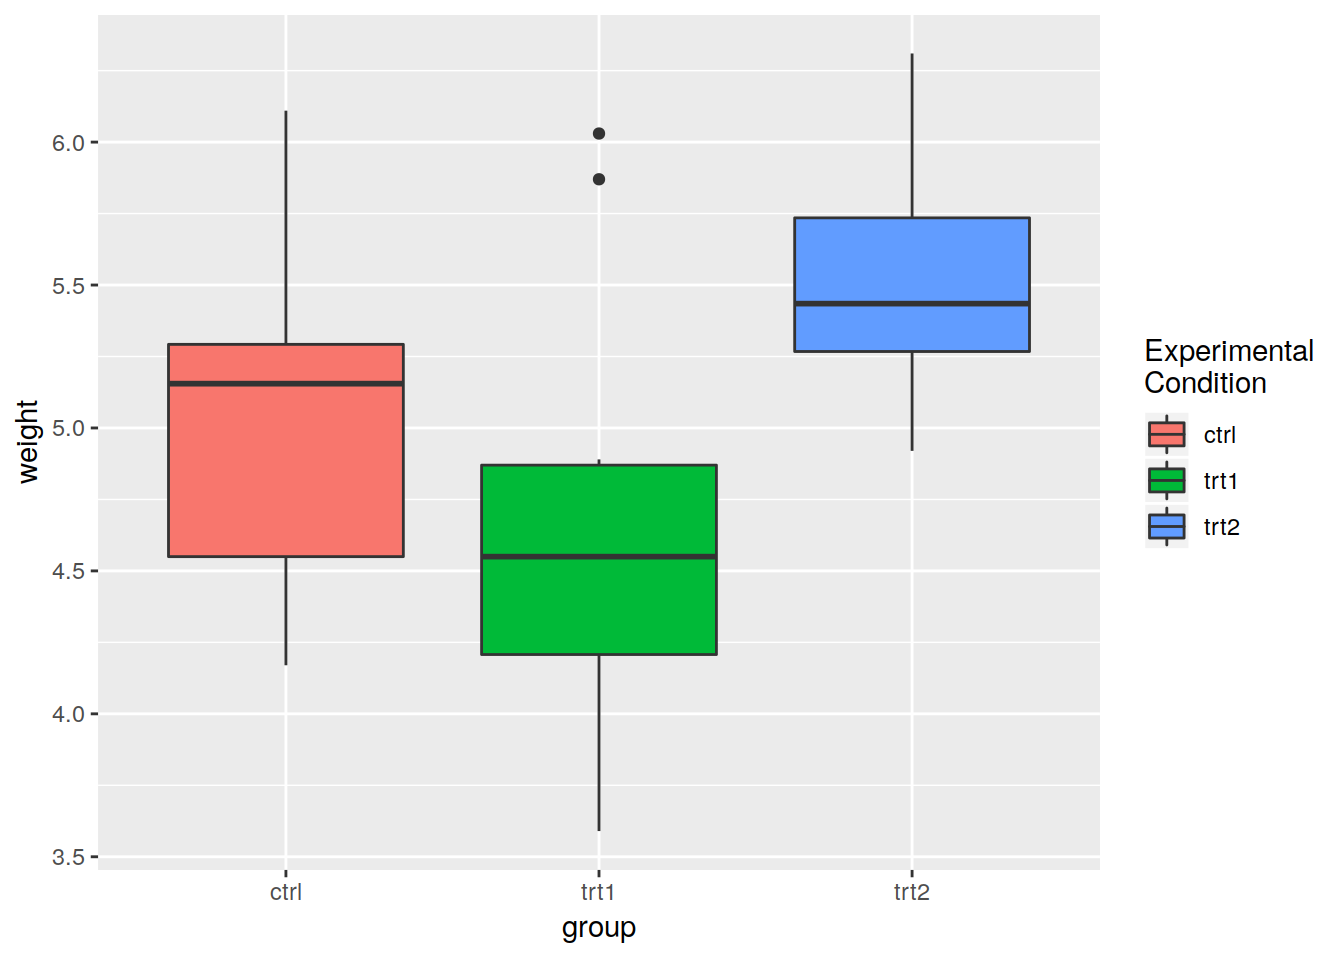 weight
6.0
5.5
5.0
4.5
4.0
3.5
ctrl
trt1
trt2
group
Experimental
Condition
ctrl
trt1
trt2